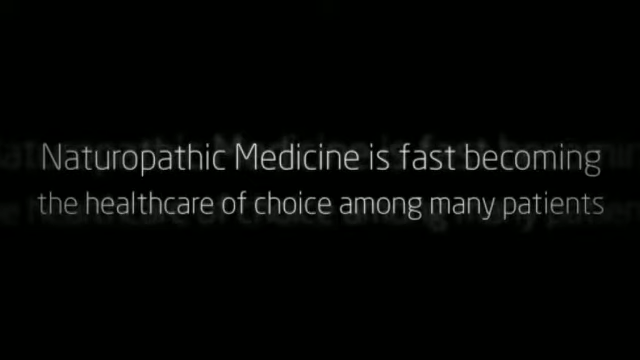 Naturopathic Medicine is fast becoming
the healthcare of choice among many patients